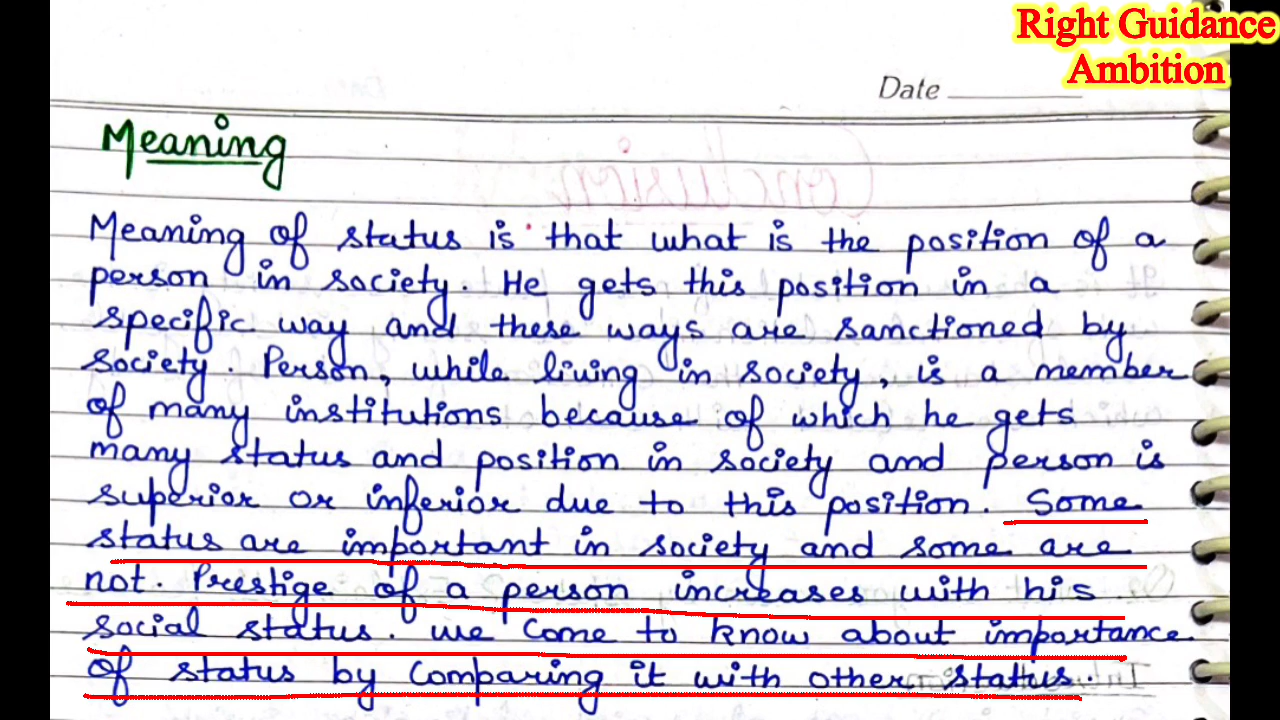 Right Guidance
Ambition
Date
Meaning
Meaning of status is that what is the position of a
person in society. He gets this position in a
specific way and these ways are sanctioned by
society. Person, while living in society, is a member
of many institutions because of which he gets
many status and position in society and person is
superior or inferior due to this position. Some
status are important in society and some are
not. Prestige of a person increases with his
social status. We come to know about importance
of status by comparing it with other status.